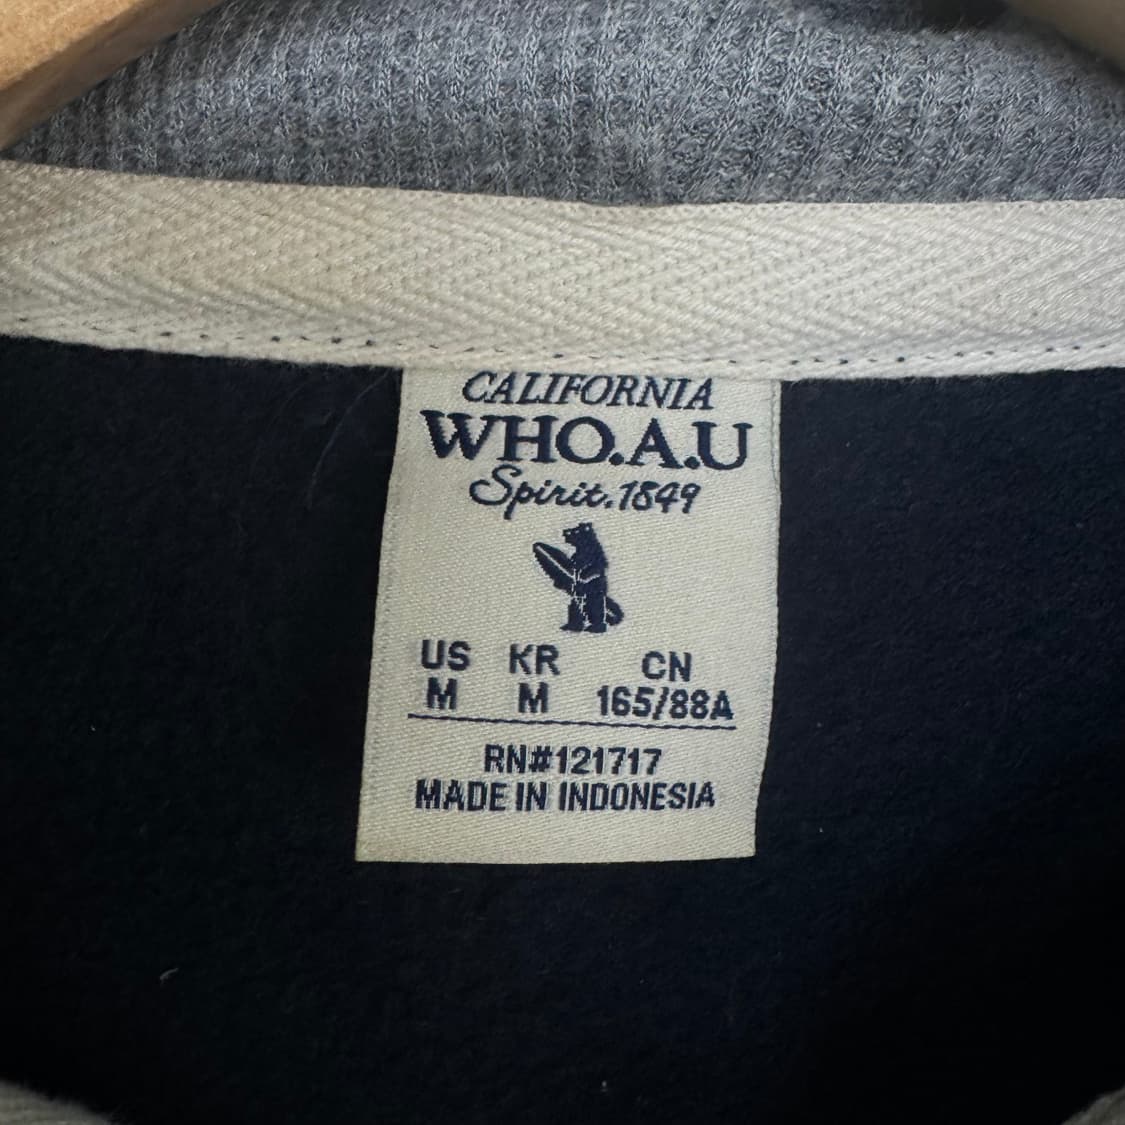 CALIFORNIA
WHO.A.U
Spirit.1849
US KR CN
M M 165/88A
RN#121717
MADE IN INDONESIA